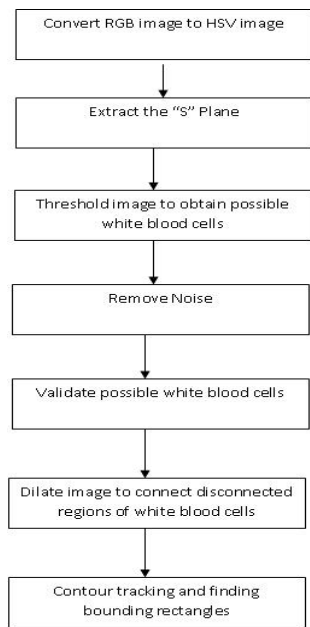 Convert RGB image to HSV image
Extract the “S” Plane
Threshold image to obtain possible
white blood cells
Remove Noise
Validate possible white blood cells
Dilate image to connect disconnected
regions of white blood cells
Contour tracking and finding
bounding rectangles